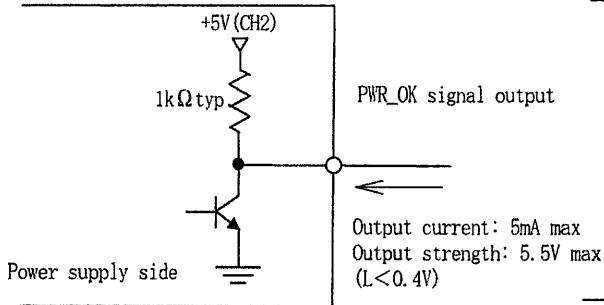 +5V(CH2)
1kΩtyp
PWR_OK signal output
Output current: 5mA max
Output strength: 5.5V max
(L<0.4V)
Power supply side